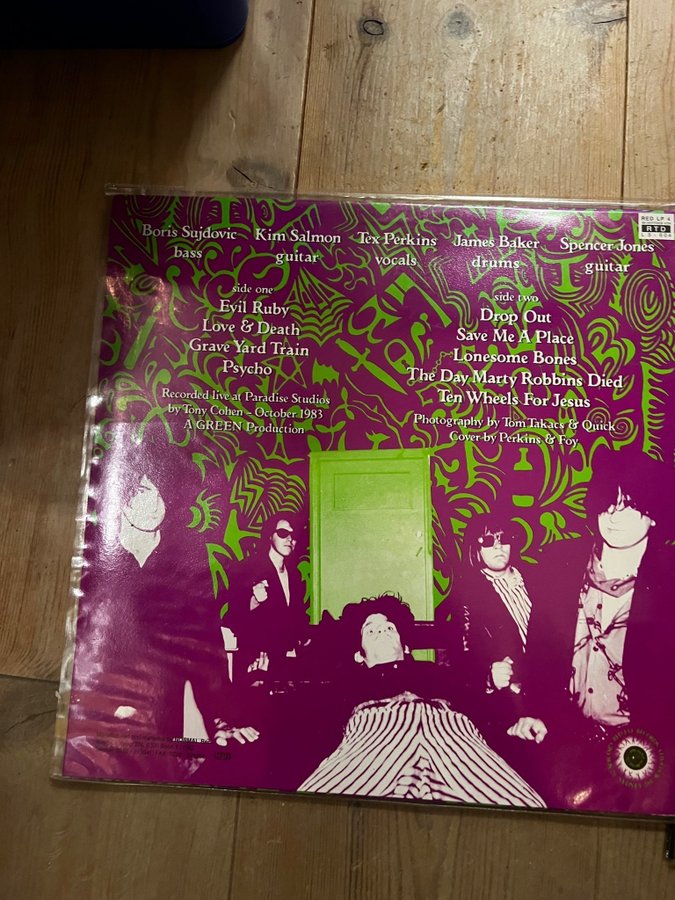 RED LP 4
RTD
Boris Sujdovic
bass
Kim Salmon
guitar
Tex Perkins
vocals
James Baker
drums
Spencer Jones
guitar
side one
Evil Ruby
Love & Death
Grave Yard Train
Psycho
Recorded live at Paradise Studios
by Tony Cohen - October 1983
A GREEN Production
side two
Drop Out
Save Me A Place
Lonesome Bones
The Day Marty Robbins Died
Ten Wheels For Jesus
Photography by Tom Takacs & Quick
Cover by Perkins & Foy